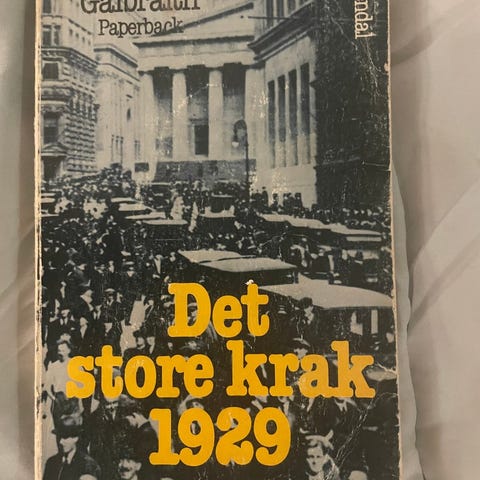 Galbraith
Paperback
Det
store krak
1929